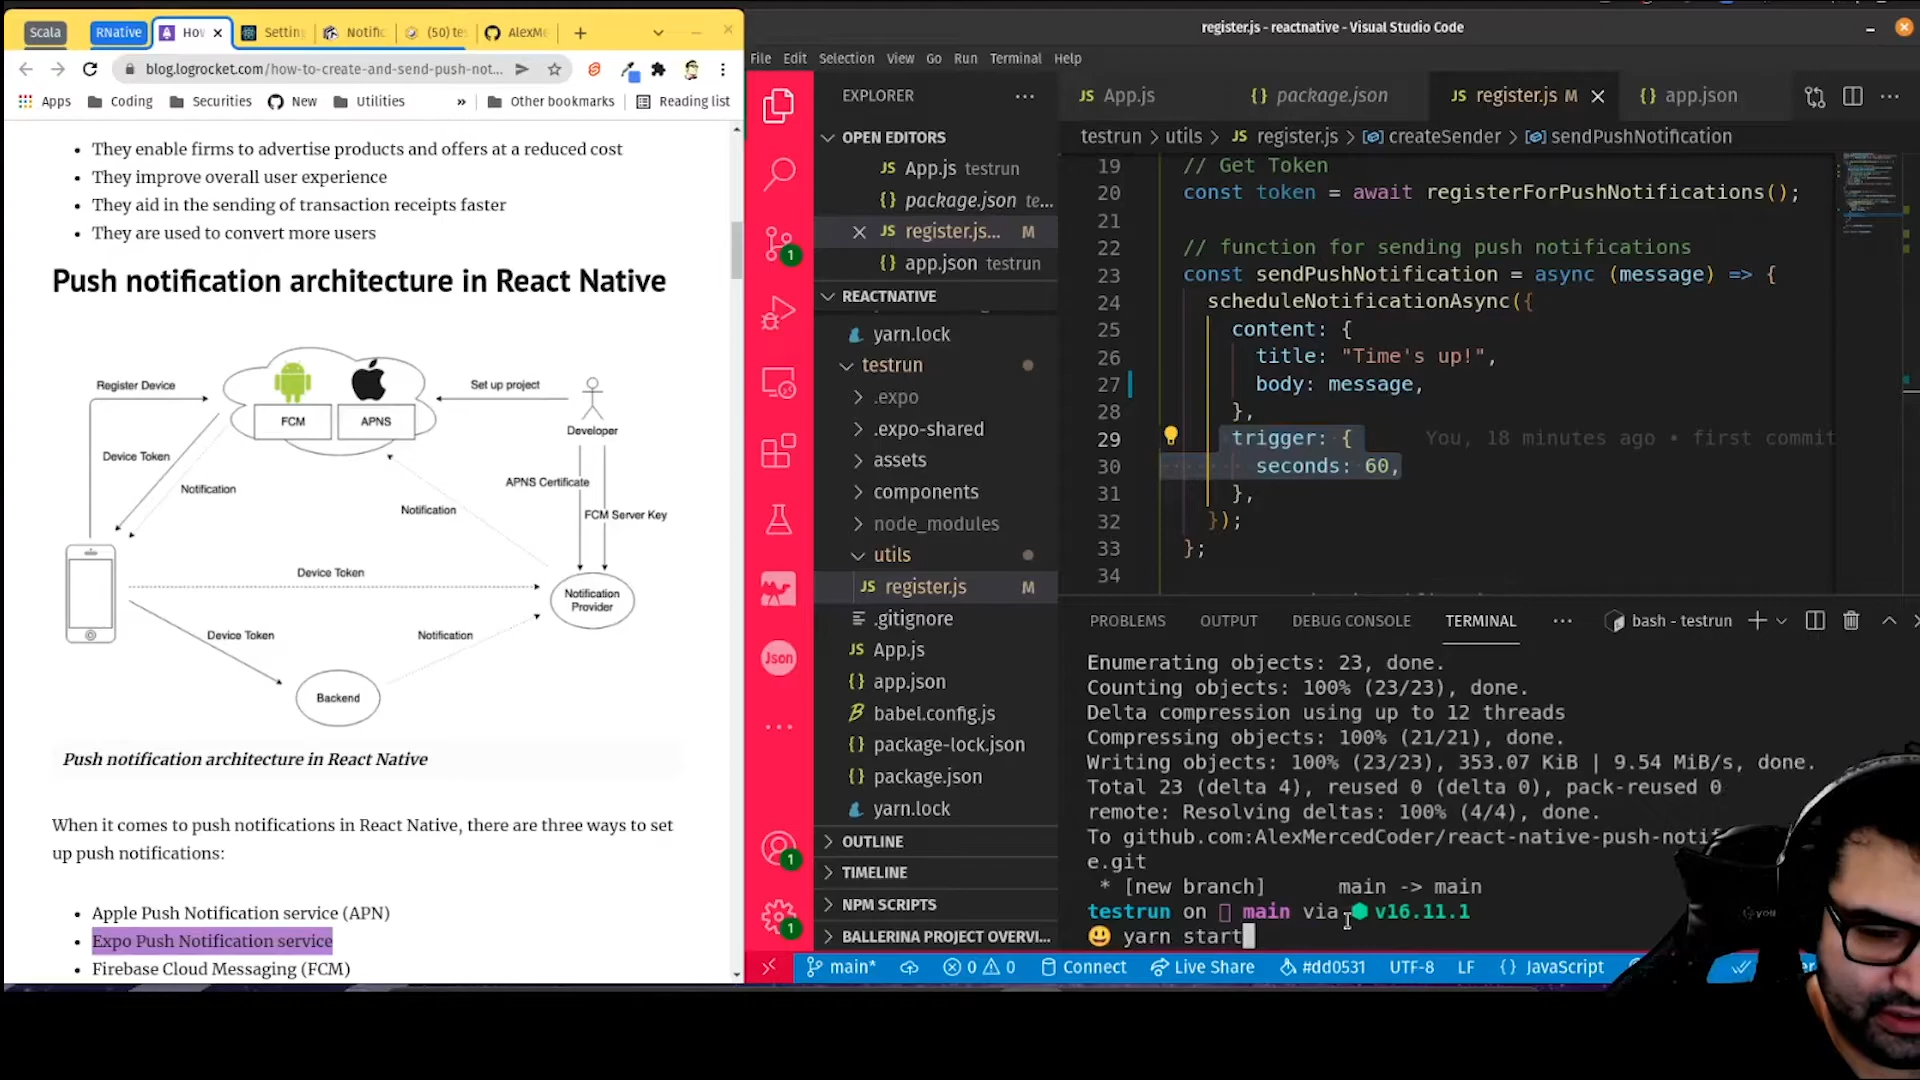 Scala
RNative
How
Settin
Notific
(50) te
AlexMe
blog.logrocket.com/how-to-create-and-send-push-not...
Apps
Coding
Securities
New
Utilities
»
Other bookmarks
Reading list
They enable firms to advertise products and offers at a reduced cost
They improve overall user experience
They aid in the sending of transaction receipts faster
They are used to convert more users
Push notification architecture in React Native
Register Device
Set up project
FCM
APNS
Developer
Device Token
Notification
APNS Certificate
Notification
FCM Server Key
Device Token
Notification Provider
Device Token
Notification
Backend
Push notification architecture in React Native
When it comes to push notifications in React Native, there are three ways to set
up push notifications:
Apple Push Notification service (APN)
Expo Push Notification service
Firebase Cloud Messaging (FCM)
register.js - reactnative - Visual Studio Code
File Edit Selection View Go Run Terminal Help
EXPLORER
OPEN EDITORS
JS App.js testrun
{} package.json te...
JS register.js... M
{} app.json testrun
REACTNATIVE
yarn.lock
testrun
.expo
.expo-shared
assets
components
node_modules
utils
JS register.js M
.gitignore
JS App.js
{} app.json
babel.config.js
{} package-lock.json
{} package.json
yarn.lock
OUTLINE
TIMELINE
NPM SCRIPTS
BALLERINA PROJECT OVERVI...
Json
1
1
1
JS App.js
{} package.json
JS register.js M
{} app.json
testrun > utils > JS register.js > createSender > sendPushNotification
19 // Get Token
20 const token = await registerForPushNotifications();
21
22 // function for sending push notifications
23 const sendPushNotification = async (message) => {
24 scheduleNotificationAsync({
25 content: {
26 title: "Time's up!",
27 body: message,
28 },
29 trigger: { You, 18 minutes ago • first commit
30 seconds: 60,
31 },
32 });
33 };
34
PROBLEMS OUTPUT DEBUG CONSOLE TERMINAL
bash - testrun
Enumerating objects: 23, done.
Counting objects: 100% (23/23), done.
Delta compression using up to 12 threads
Compressing objects: 100% (21/21), done.
Writing objects: 100% (23/23), 353.07 KiB | 9.54 MiB/s, done.
Total 23 (delta 4), reused 0 (delta 0), pack-reused 0
remote: Resolving deltas: 100% (4/4), done.
To github.com:AlexMercedCoder/react-native-push-notif
e.git
* [new branch] main -> main
testrun on main via v16.11.1
yarn start
main*
0
0
Connect
Live Share
#dd0531
UTF-8
LF
{} JavaScript